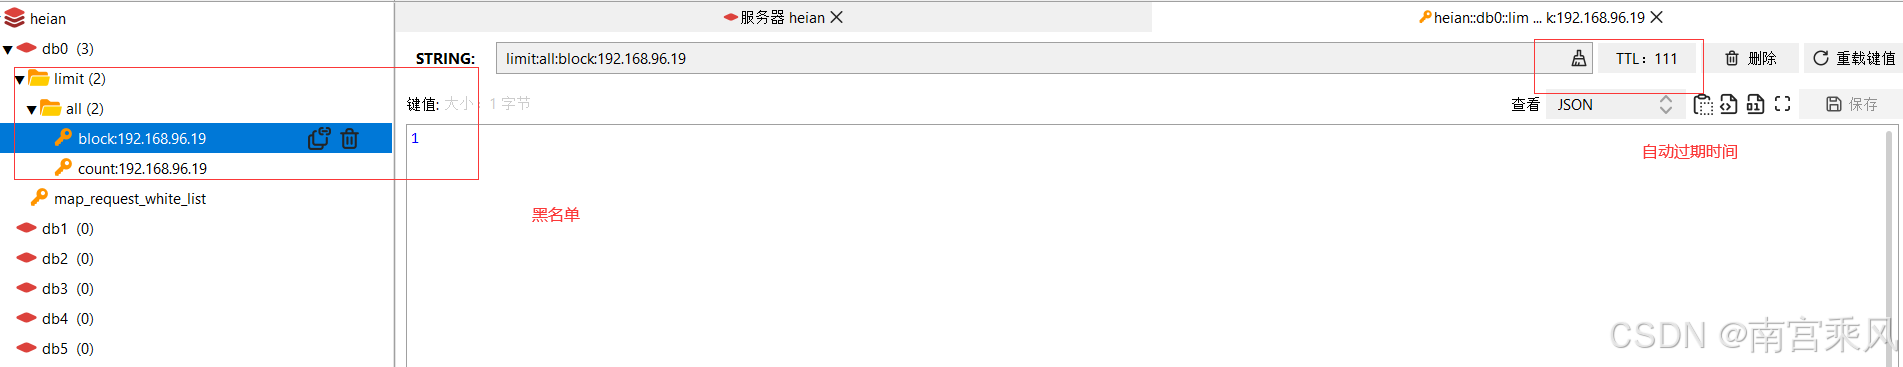 heian
db0 (3)
limit (2)
all (2)
block:192.168.96.19
count:192.168.96.19
map_request_white_list
db1 (0)
db2 (0)
db3 (0)
db4 (0)
db5 (0)
服务器 heian
heian::db0::lim ... k:192.168.96.19
STRING:
limit:all:block:192.168.96.19
TTL: 111
删除
重载键值
键值: 大小: 1 字节
查看
JSON
保存
1
自动过期时间
黑名单
CSDN @南宫乘风